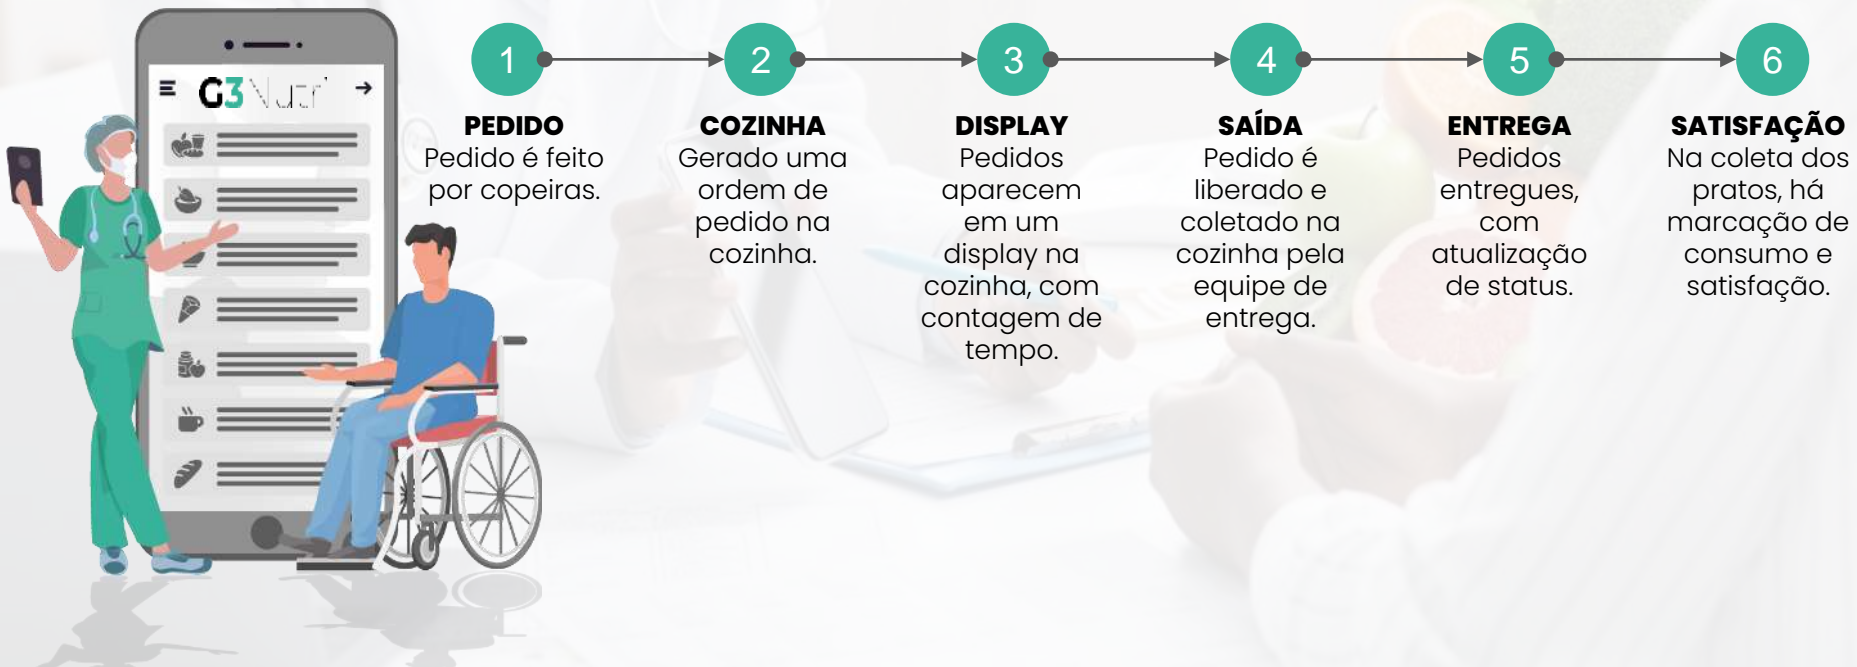 G3 Nutri
1
2
3
4
5
6
PEDIDO
Pedido é feito
por copeiras.
COZINHA
Gerado uma
ordem de
pedido na
cozinha.
DISPLAY
Pedidos
aparecem
em um
display na
cozinha, com
contagem de
tempo.
SAÍDA
Pedido é
liberado e
coletado na
cozinha pela
equipe de
entrega.
ENTREGA
Pedidos
entregues,
com
atualização
de status.
SATISFAÇÃO
Na coleta dos
pratos, há
marcação de
consumo e
satisfação.